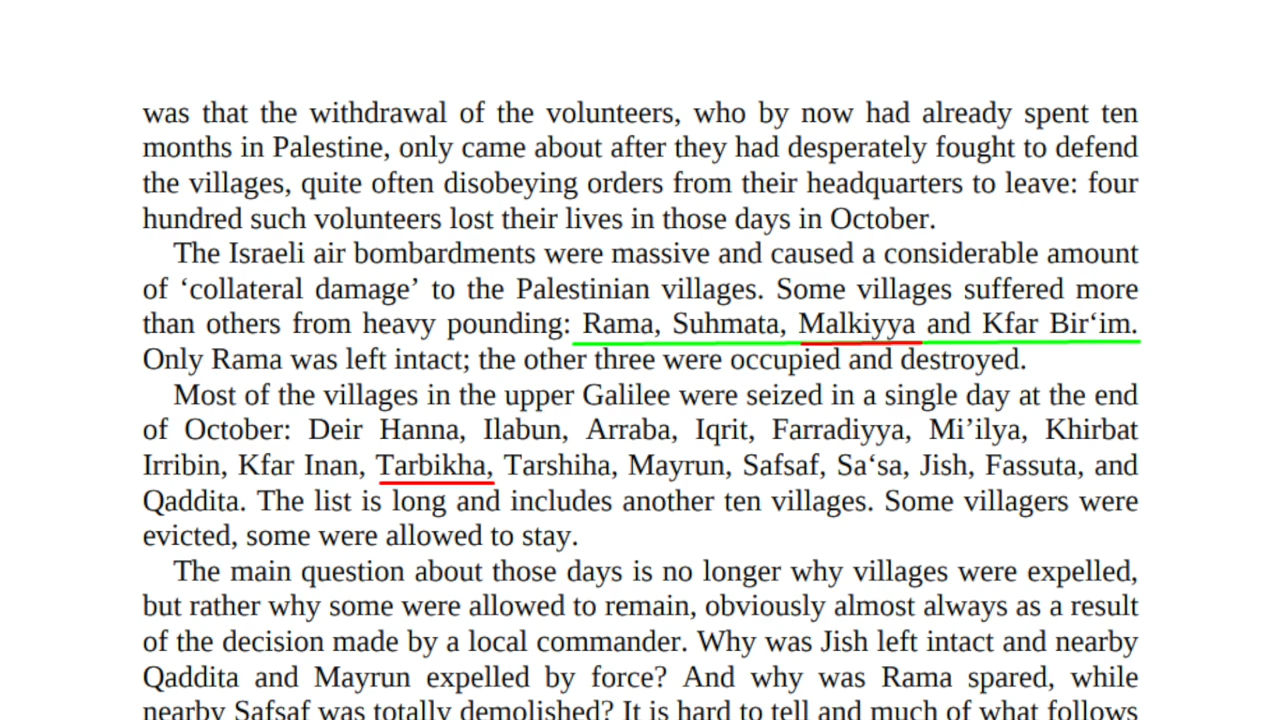 was that the withdrawal of the volunteers, who by now had already spent ten
months in Palestine, only came about after they had desperately fought to defend
the villages, quite often disobeying orders from their headquarters to leave: four
hundred such volunteers lost their lives in those days in October.
The Israeli air bombardments were massive and caused a considerable amount
of ‘collateral damage’ to the Palestinian villages. Some villages suffered more
than others from heavy pounding: Rama, Suhmata, Malkiyya and Kfar Bir‘im.
Only Rama was left intact; the other three were occupied and destroyed.
Most of the villages in the upper Galilee were seized in a single day at the end
of October: Deir Hanna, Ilabun, Arraba, Iqrit, Farradiyya, Mi’ilya, Khirbat
Irribin, Kfar Inan, Tarbikha, Tarshiha, Mayrun, Safsaf, Sa‘sa, Jish, Fassuta, and
Qaddita. The list is long and includes another ten villages. Some villagers were
evicted, some were allowed to stay.
The main question about those days is no longer why villages were expelled,
but rather why some were allowed to remain, obviously almost always as a result
of the decision made by a local commander. Why was Jish left intact and nearby
Qaddita and Mayrun expelled by force? And why was Rama spared, while
nearby Safsaf was totally demolished? It is hard to tell and much of what follows